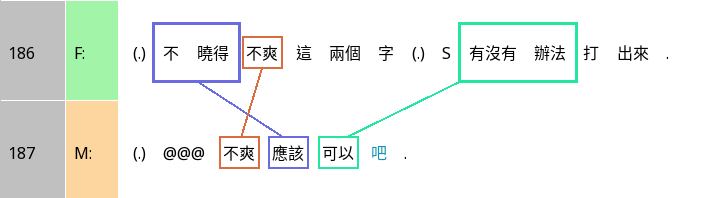 186 F: (.) 不 曉得 不爽 這 兩個 字 (.) S 有沒有 辦法 打 出來 .
187 M: (.) @@@ 不爽 應該 可以 吧 .